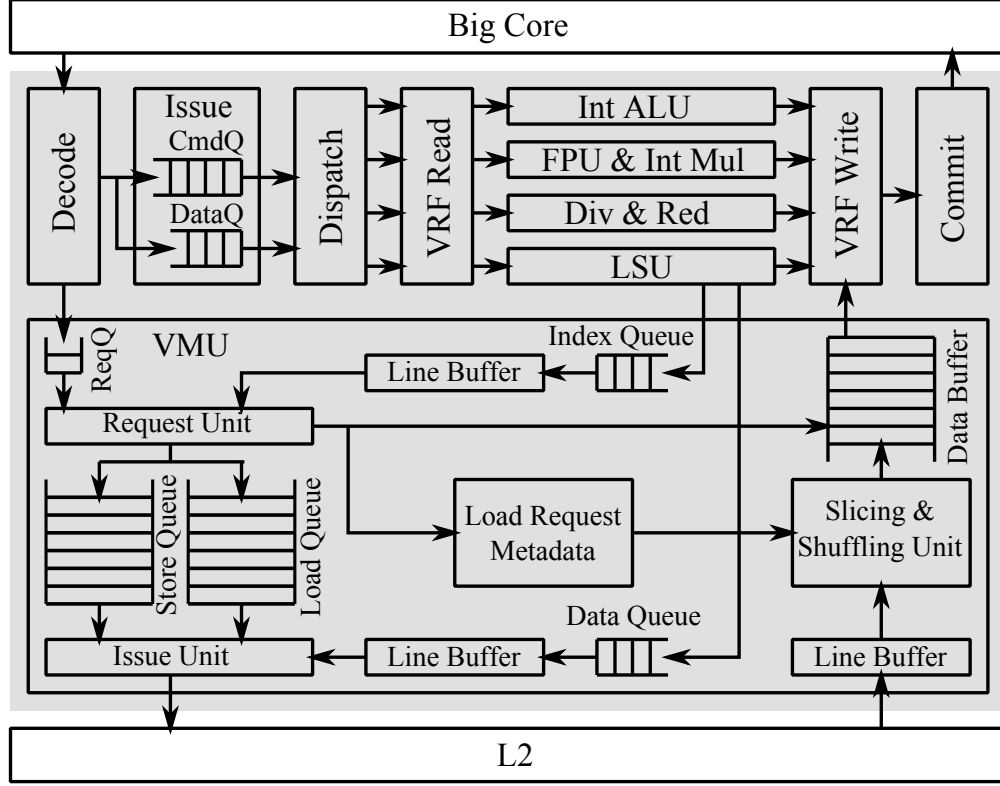 Big Core
Decode
Issue
CmdQ
DataQ
Dispatch
VRF Read
Int ALU
FPU & Int Mul
Div & Red
LSU
VRF Write
Commit
VMU
ReqQ
Index Queue
Line Buffer
Data Buffer
Request Unit
Store Queue
Load Queue
Load Request
Metadata
Slicing &
Shuffling Unit
Data Queue
Issue Unit
Line Buffer
Line Buffer
L2